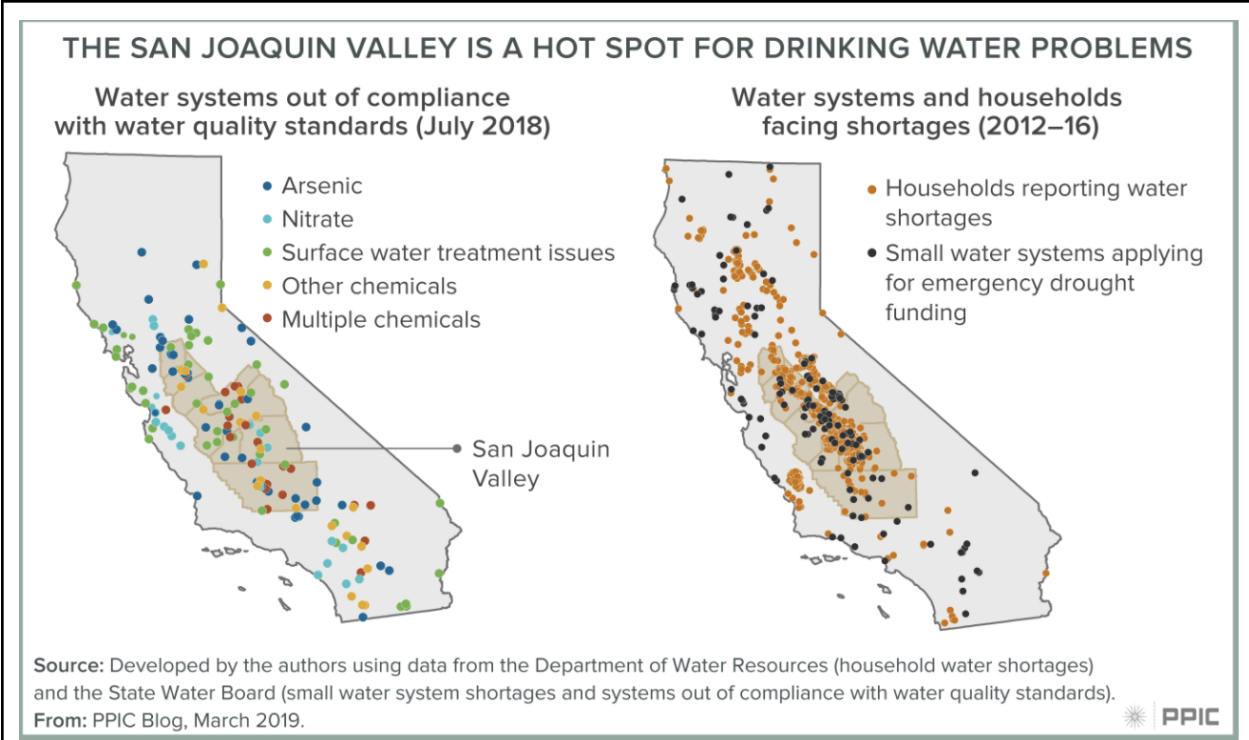 THE SAN JOAQUIN VALLEY IS A HOT SPOT FOR DRINKING WATER PROBLEMS
Water systems out of compliance
with water quality standards (July 2018)
Arsenic
Nitrate
Surface water treatment issues
Other chemicals
Multiple chemicals
San Joaquin
Valley
Water systems and households
facing shortages (2012–16)
Households reporting water
shortages
Small water systems applying
for emergency drought
funding
Source: Developed by the authors using data from the Department of Water Resources (household water shortages)
and the State Water Board (small water system shortages and systems out of compliance with water quality standards).
From: PPIC Blog, March 2019.
PPIC